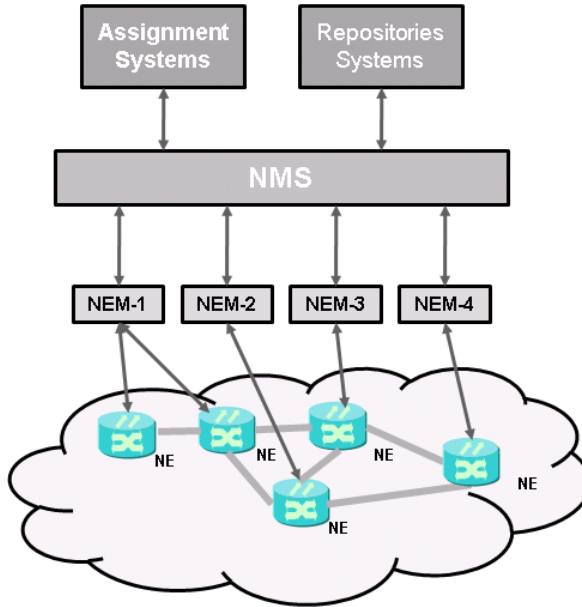 Assignment
Systems
Repositories
Systems
NMS
NEM-1
NEM-2
NEM-3
NEM-4
NE
NE
NE
NE
NE